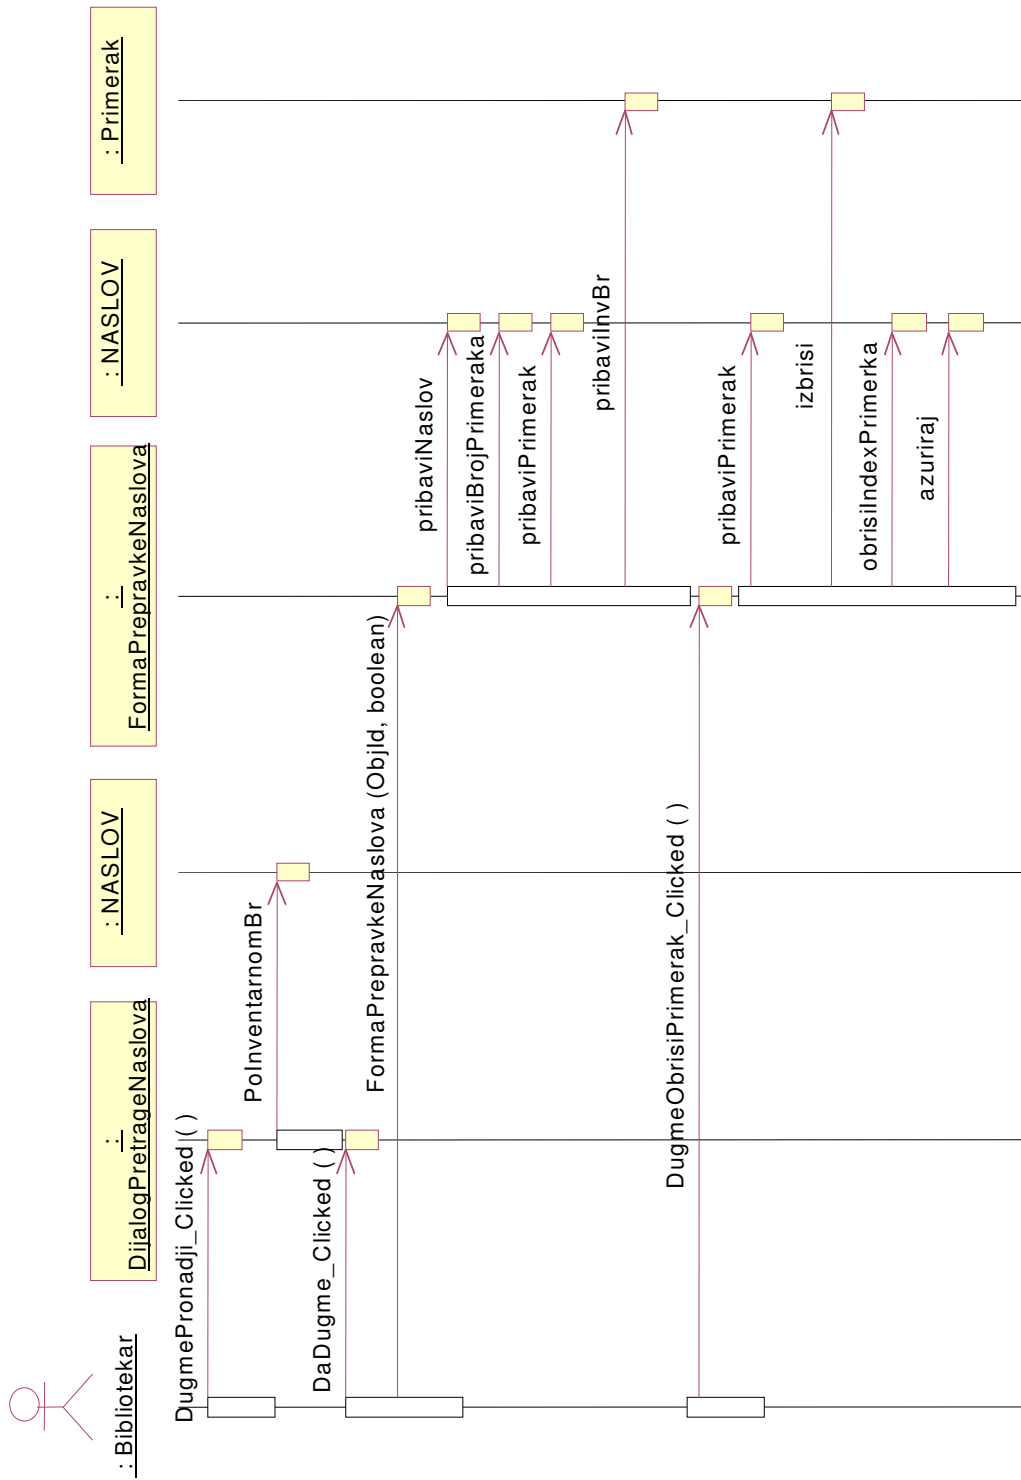 : Bibliotekar
:
DijalogPretrageNaslova
: NASLOV
:
FormaPrepravkeNaslova
: NASLOV
: Primerak
DugmePronadji_Clicked ( )
PoInventarnomBr
DaDugme_Clicked ( )
FormaPrepravkeNaslova (ObjId, boolean)
pribaviNaslov
pribaviBrojPrimeraka
pribaviPrimerak
pribaviInvBr
DugmeObrisiPrimerak_Clicked ( )
pribaviPrimerak
izbrisi
obrisiIndexPrimerka
azuriraj